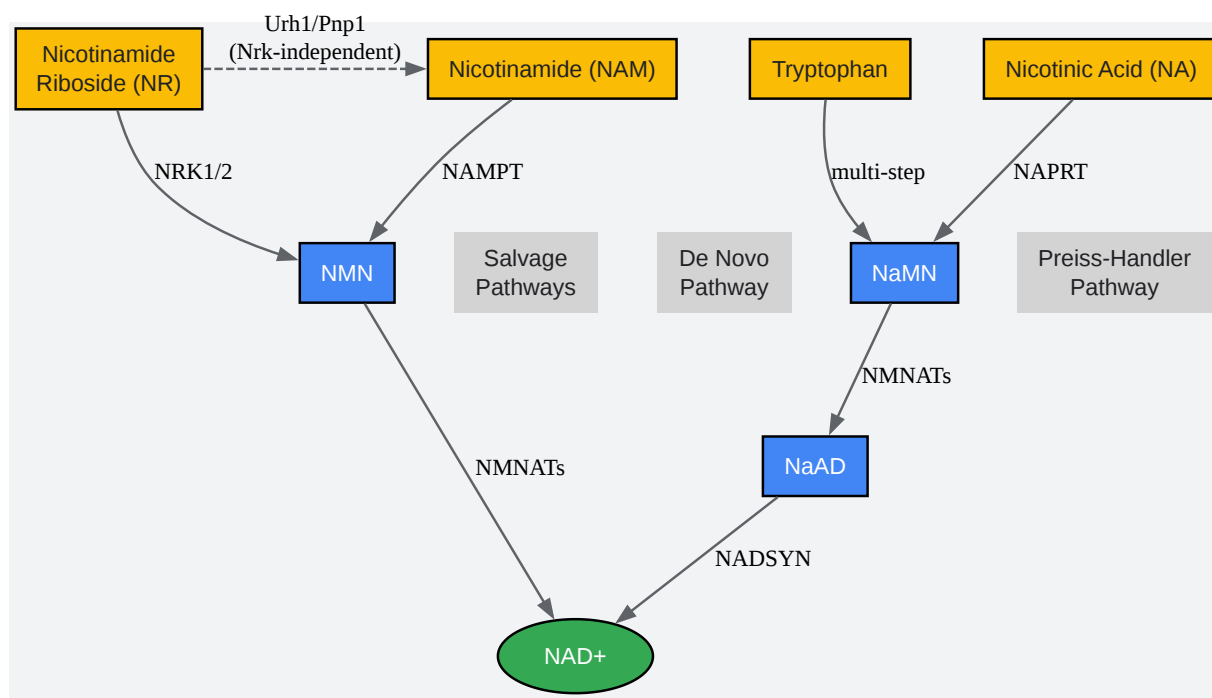 Urh1/Pnp1
(Nrk-independent)
Nicotinamide
Riboside (NR)
Nicotinamide (NAM)
Tryptophan
Nicotinic Acid (NA)
NRK1/2
NAMPT
multi-step
NAPRT
NMN
Salvage
Pathways
De Novo
Pathway
NaMN
Preiss-Handler
Pathway
NMNATs
NaAD
NMNATs
NADSYN
NAD+